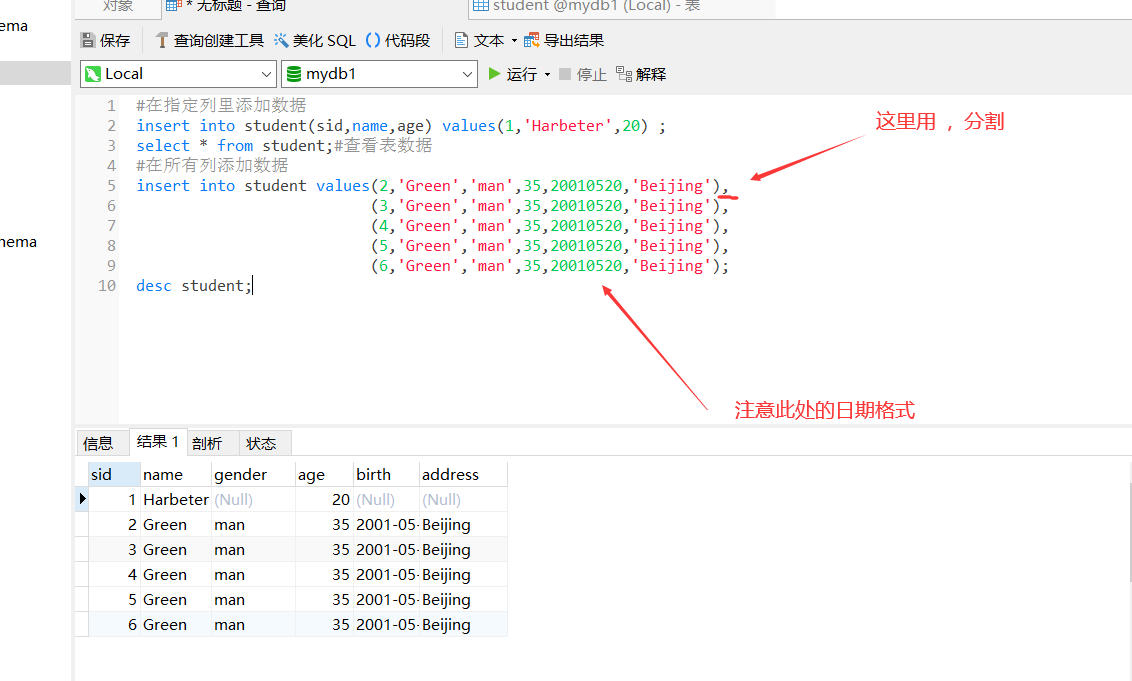 对象 * 无标题 - 查询 student @mydb1 (Local) - 表
ema
保存 查询创建工具 美化 SQL () 代码段 文本 导出结果
Local mydb1 运行 停止 解释
1 #在指定列里添加数据
2 insert into student(sid,name,age) values(1,'Harbeter',20) ;
3 select * from student;#查看表数据
4 #在所有列添加数据
5 insert into student values(2,'Green','man',35,20010520,'Beijing'),
6 (3,'Green','man',35,20010520,'Beijing'),
7 (4,'Green','man',35,20010520,'Beijing'),
8 (5,'Green','man',35,20010520,'Beijing'),
9 (6,'Green','man',35,20010520,'Beijing');
10 desc student;
这里用 , 分割
nema
注意此处的日期格式
信息 结果 1 剖析 状态
sid name gender age birth address
1 Harbeter (Null) 20 (Null) (Null)
2 Green man 35 2001-05- Beijing
3 Green man 35 2001-05- Beijing
4 Green man 35 2001-05- Beijing
5 Green man 35 2001-05- Beijing
6 Green man 35 2001-05- Beijing